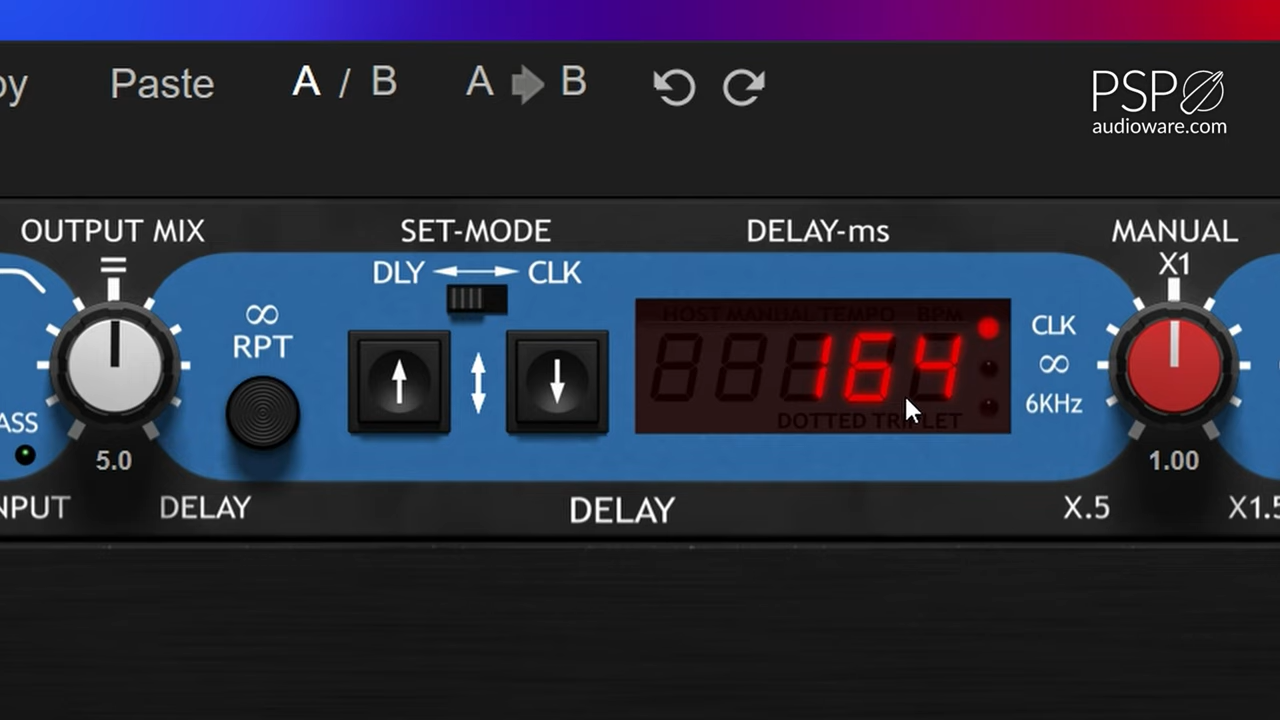 py Paste A / B A B
PSP
audioware.com
OUTPUT MIX SET-MODE DELAY-ms MANUAL
DLY CLK X1
HOST MANUAL TEMPO BPM
∞ CLK
RPT 164 ∞
6KHz
ASS DOTTED TRIPLET
5.0 1.00
NPUT DELAY DELAY X.5 X1.5